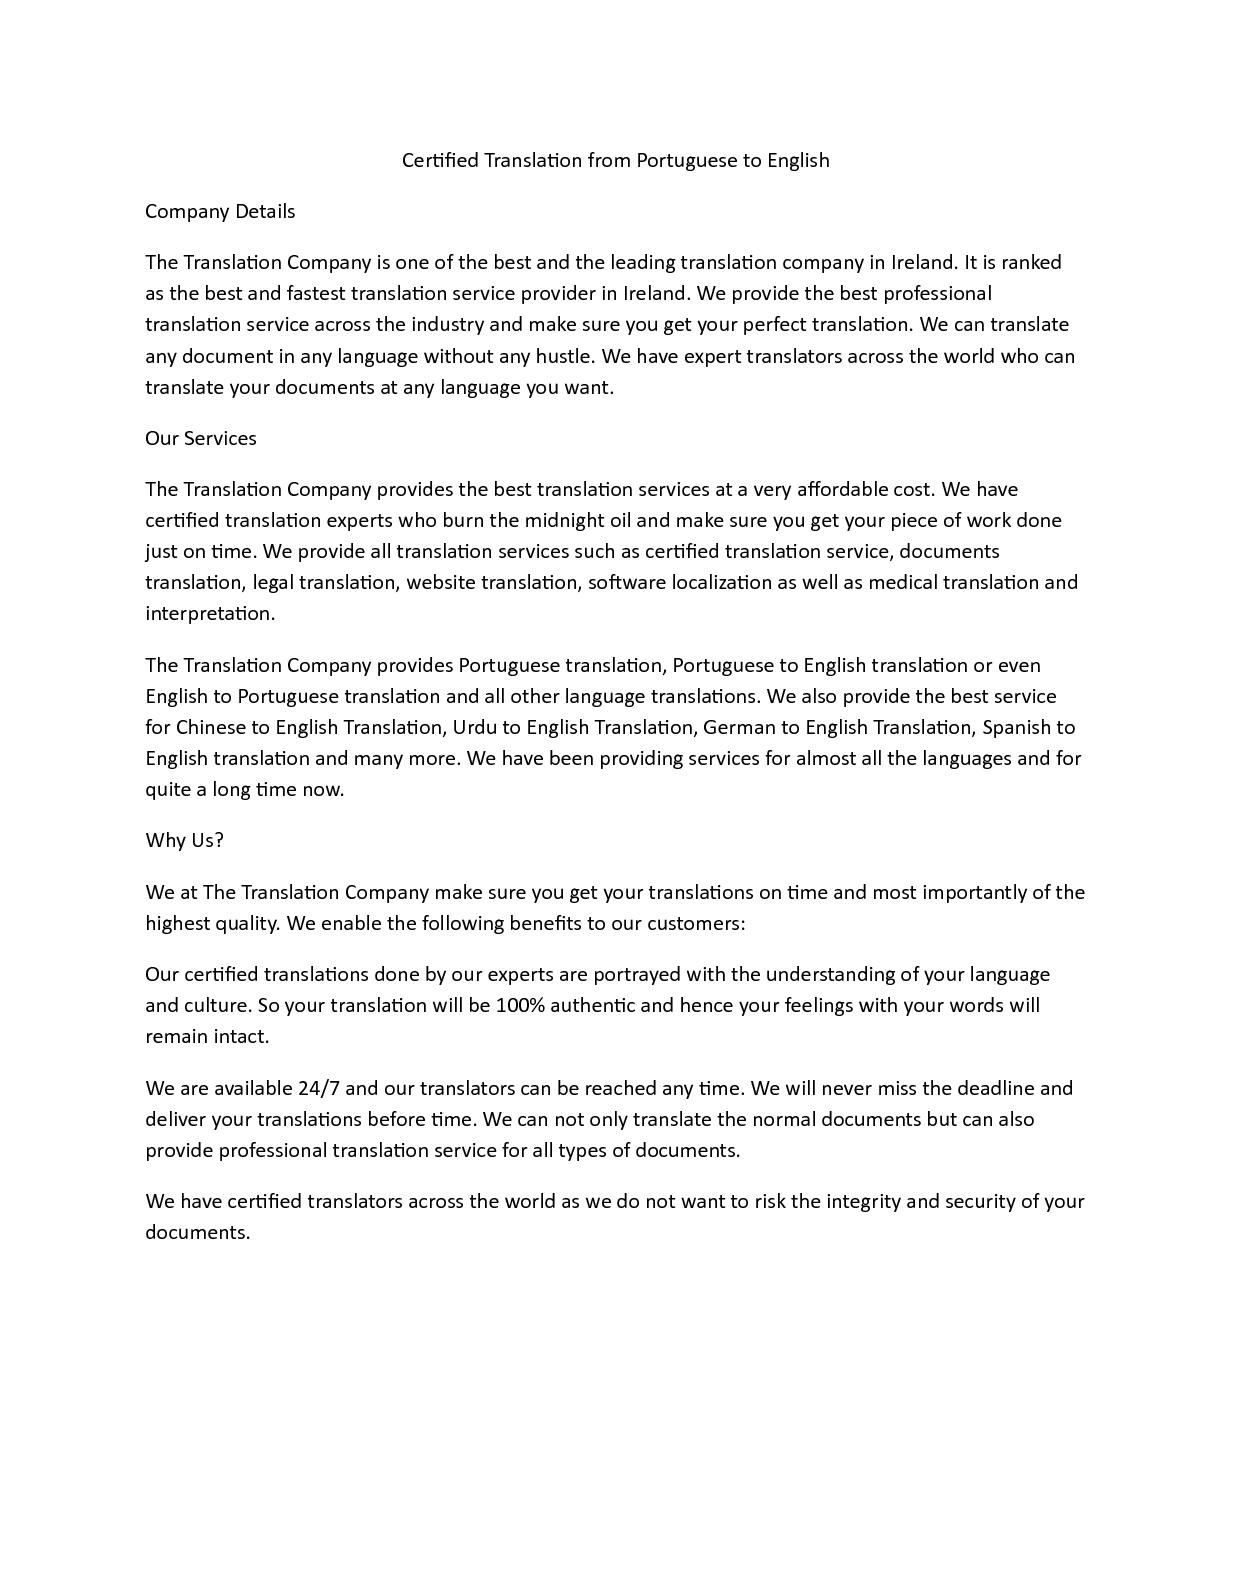 Certified Translation from Portuguese to English
Company Details
The Translation Company is one of the best and the leading translation company in Ireland. It is ranked
as the best and fastest translation service provider in Ireland. We provide the best professional
translation service across the industry and make sure you get your perfect translation. We can translate
any document in any language without any hustle. We have expert translators across the world who can
translate your documents at any language you want.
Our Services
The Translation Company provides the best translation services at a very affordable cost. We have
certified translation experts who burn the midnight oil and make sure you get your piece of work done
just on time. We provide all translation services such as certified translation service, documents
translation, legal translation, website translation, software localization as well as medical translation and
interpretation.
The Translation Company provides Portuguese translation, Portuguese to English translation or even
English to Portuguese translation and all other language translations. We also provide the best service
for Chinese to English Translation, Urdu to English Translation, German to English Translation, Spanish to
English translation and many more. We have been providing services for almost all the languages and for
quite a long time now.
Why Us?
We at The Translation Company make sure you get your translations on time and most importantly of the
highest quality. We enable the following benefits to our customers:
Our certified translations done by our experts are portrayed with the understanding of your language
and culture. So your translation will be 100% authentic and hence your feelings with your words will
remain intact.
We are available 24/7 and our translators can be reached any time. We will never miss the deadline and
deliver your translations before time. We can not only translate the normal documents but can also
provide professional translation service for all types of documents.
We have certified translators across the world as we do not want to risk the integrity and security of your
documents.